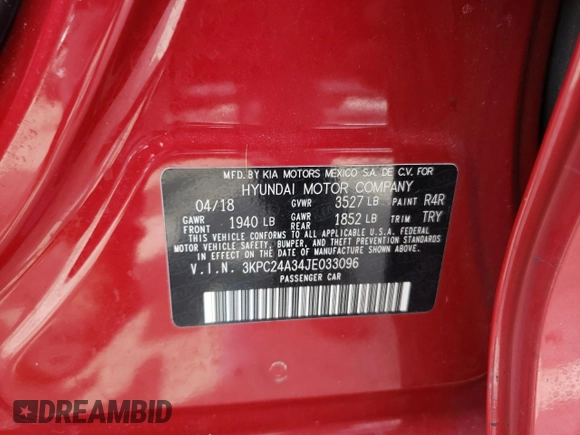 MFD. BY KIA MOTORS MEXICO S.A. DE C.V. FOR
HYUNDAI MOTOR COMPANY
04/18 GVWR 3527 LB PAINT R4R
GAWR FRONT 1940 LB GAWR REAR 1852 LB TRIM TRY
THIS VEHICLE CONFORMS TO ALL APPLICABLE U.S.A. FEDERAL
MOTOR VEHICLE SAFETY, BUMPER, AND THEFT PREVENTION STANDARDS
IN EFFECT ON THE DATE OF MANUFACTURE SHOWN ABOVE.
V.I.N. 3KPC24A34JE033096
PASSENGER CAR
DREAMBID